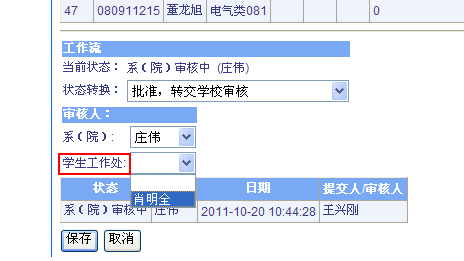 47 080911215 董龙旭 电气类081 0
工作流
当前状态： 系（院）审核中 (庄伟)
状态转换： 批准，转交学校审核
审核人：
系（院）： 庄伟
学生工作处:
肖明全
状态 日期 提交人/审核人
系（院）审核中 庄伟 2011-10-20 10:44:28 王兴刚
保存 取消